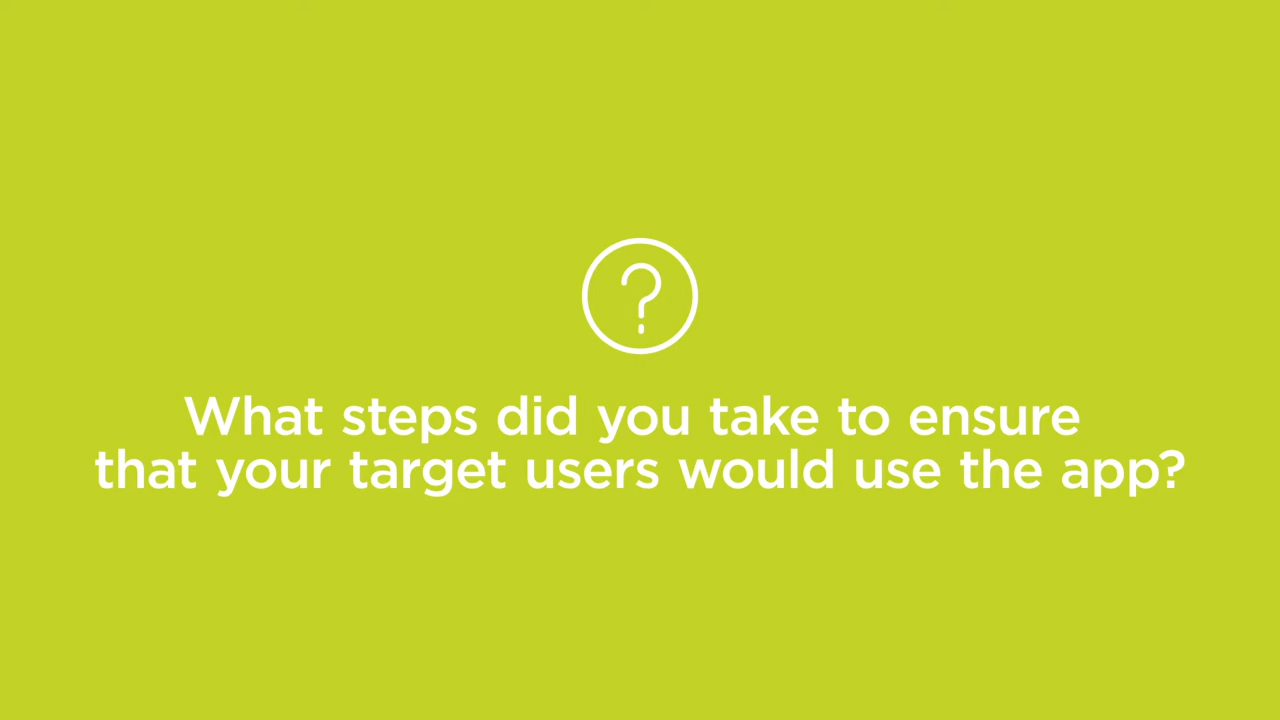 What steps did you take to ensure
that your target users would use the app?